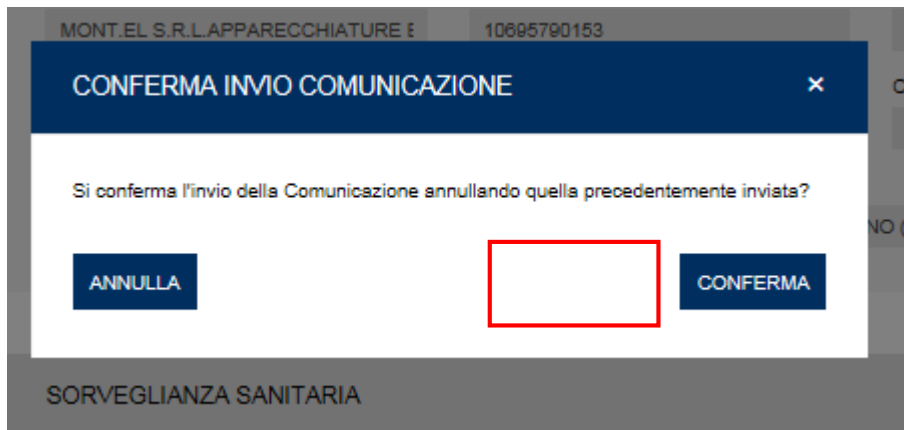 MONT.EL S.R.L.APPARECCHIATURE E 10695790153
CONFERMA INVIO COMUNICAZIONE ×
Si conferma l'invio della Comunicazione annullando quella precedentemente inviata?
NO (
ANNULLA CONFERMA
SORVEGLIANZA SANITARIA